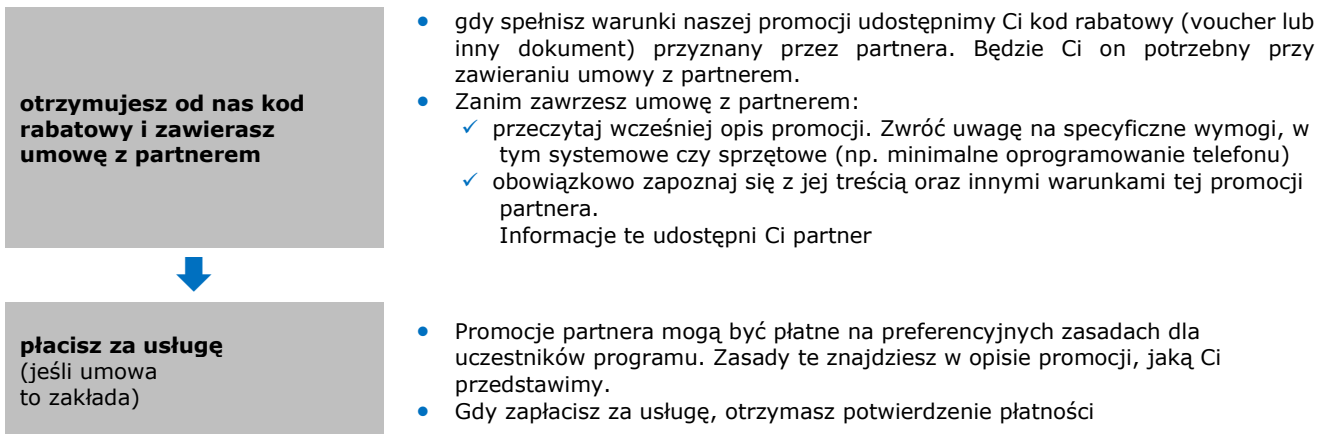 otrzymujesz od nas kod
rabatowy i zawierasz
umowę z partnerem
• gdy spełnisz warunki naszej promocji udostępnimy Ci kod rabatowy (voucher lub
inny dokument) przyznany przez partnera. Będzie Ci on potrzebny przy
zawieraniu umowy z partnerem.
• Zanim zawrzesz umowę z partnerem:
✓ przeczytaj wcześniej opis promocji. Zwróć uwagę na specyficzne wymogi, w
tym systemowe czy sprzętowe (np. minimalne oprogramowanie telefonu)
✓ obowiązkowo zapoznaj się z jej treścią oraz innymi warunkami tej promocji
partnera.
Informacje te udostępni Ci partner
płacisz za usługę
(jeśli umowa
to zakłada)
• Promocje partnera mogą być płatne na preferencyjnych zasadach dla
uczestników programu. Zasady te znajdziesz w opisie promocji, jaką Ci
przedstawimy.
• Gdy zapłacisz za usługę, otrzymasz potwierdzenie płatności